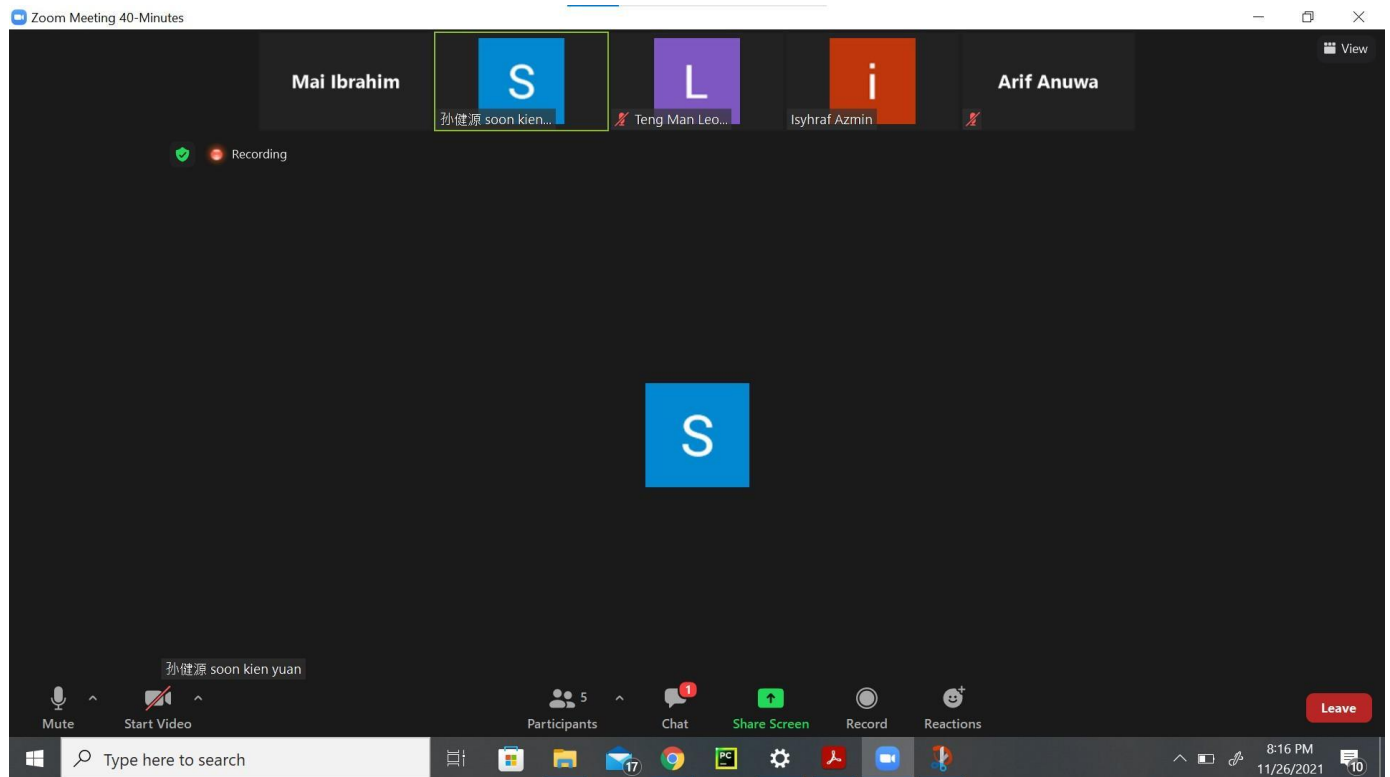 Zoom Meeting 40-Minutes
View
Mai Ibrahim
S
L
i
Arif Anuwa
孙健源 soon kien...
Teng Man Leo...
Isyhraf Azmin
Recording
S
孙健源 soon kien yuan
5
1
Mute
Start Video
Participants
Chat
Share Screen
Record
Reactions
Leave
Type here to search
17
PC
8:16 PM
11/26/2021
10